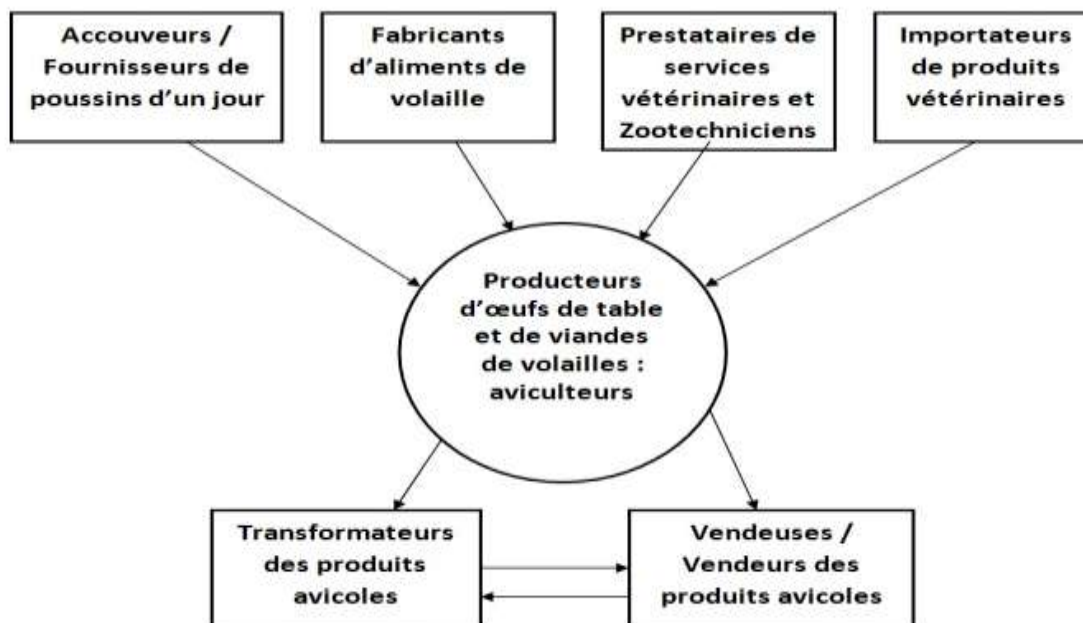 Accouveurs /
Fournisseurs de
poussins d’un jour
Fabricants
d’aliments de
volaille
Prestataires de
services
vétérinaires et
Zootechniciens
Importateurs
de produits
vétérinaires
Producteurs
d’œufs de table
et de viandes
de volailles :
aviculteurs
Transformateurs
des produits
avicoles
Vendeuses /
Vendeurs des
produits avicoles